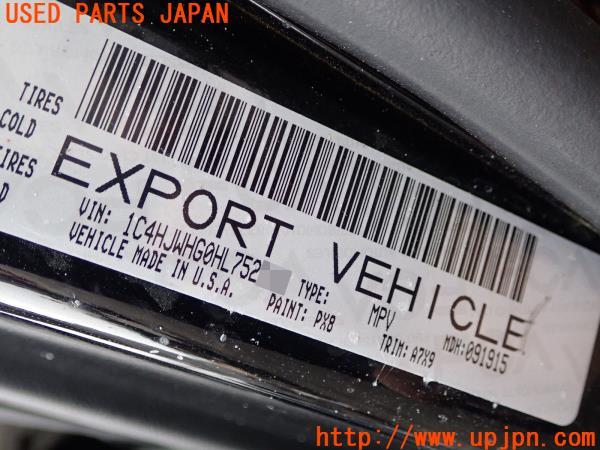 USED PARTS JAPAN
TIRES
COLD
TIRES
EXPORT VEHICLE
VIN: 1C4HJWHG0HL752 TYPE: MPV MDH:091915
VEHICLE MADE IN U.S.A. PAINT: PX8 TRIM: A7X9
http://www.upjpn.com